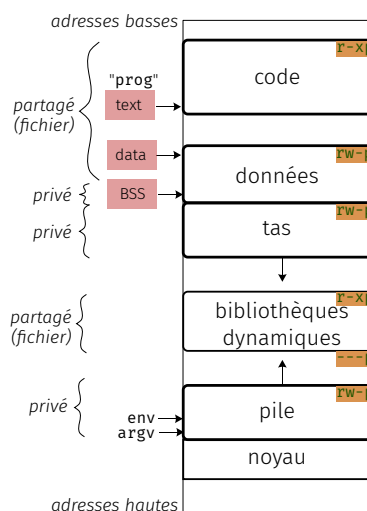 adresses basses
r-xp
code
"prog"
text
partagé
(fichier)
data
rw-p
données
privé
BSS
rw-p
privé
tas
r-xp
bibliothèques
dynamiques
partagé
(fichier)
---p
rw-p
privé
pile
env
argv
noyau
adresses hautes